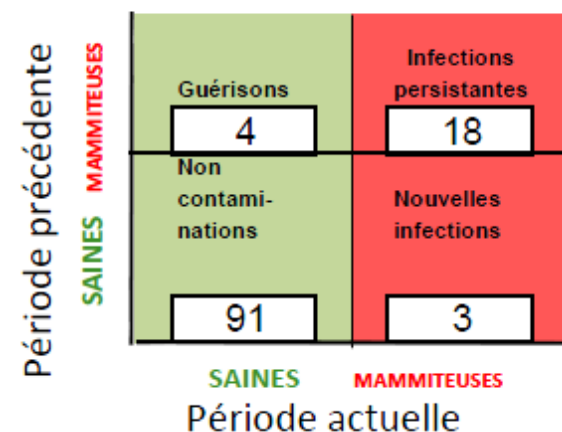 Période précédente
MAMMITEUSES
SAINES
Guérisons
4
Infections
persistantes
18
Non
contami-
nations
91
Nouvelles
infections
3
SAINES
MAMMITEUSES
Période actuelle